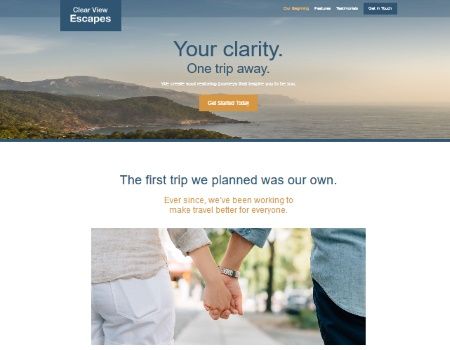 Clear View
Escapes
Our Beginning Features Testimonials Get in Touch
Your clarity.
One trip away.
We create soul restoring journeys that inspire you to be you.
Get Started Today
The first trip we planned was our own.
Ever since, we've been working to
make travel better for everyone.